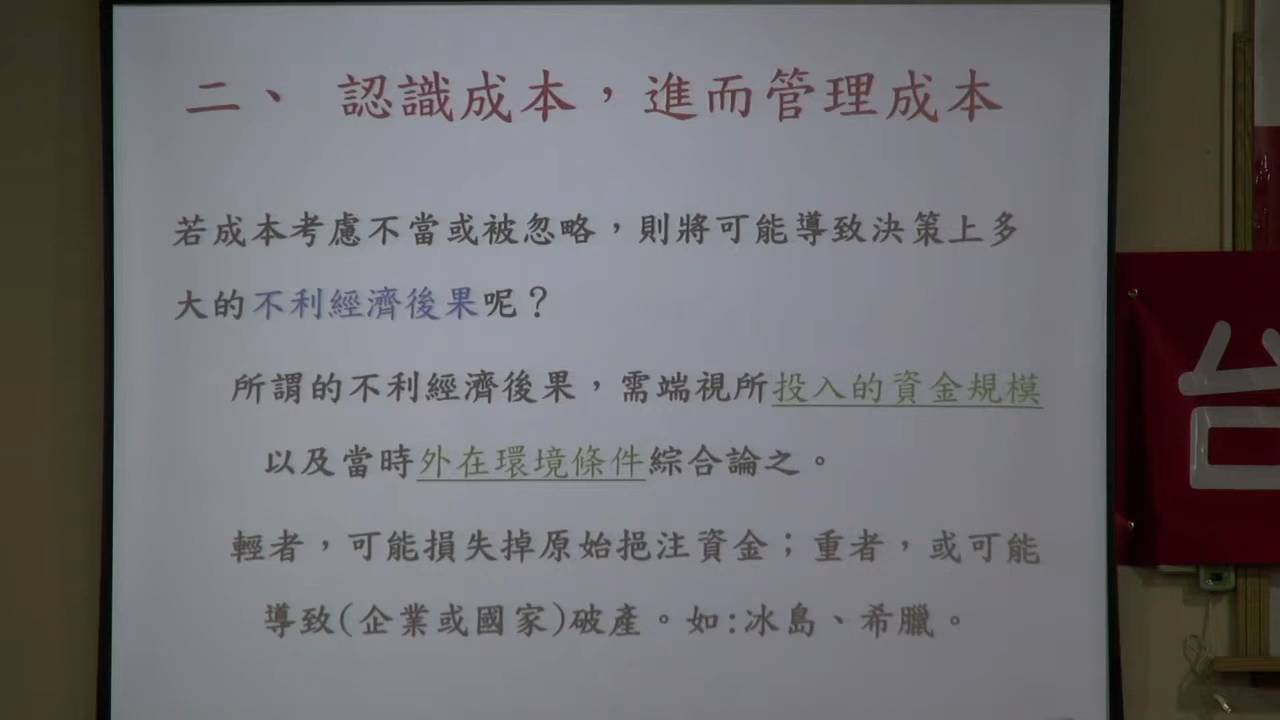 二、 認識成本，進而管理成本
若成本考慮不當或被忽略，則將可能導致決策上多
大的不利經濟後果呢？
所謂的不利經濟後果，需端視所投入的資金規模
以及當時外在環境條件綜合論之。
輕者，可能損失掉原始挹注資金；重者，或可能
導致(企業或國家)破產。如:冰島、希臘。
台